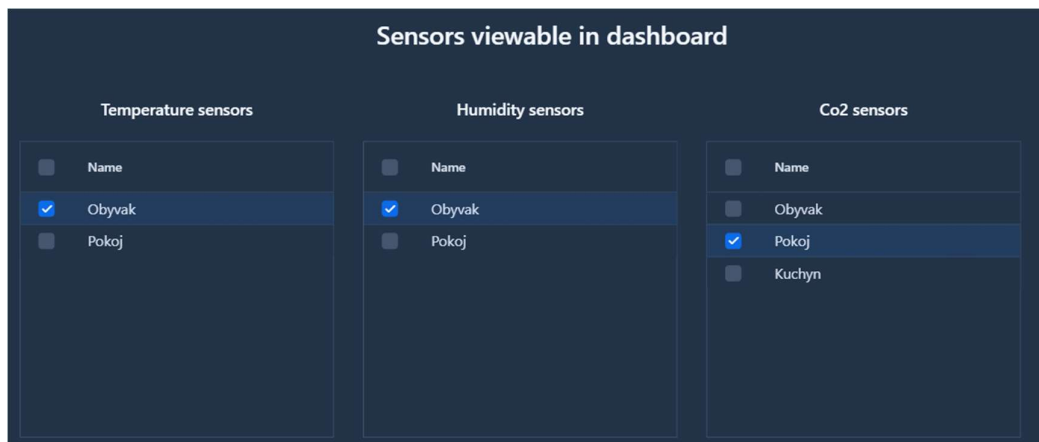 Sensors viewable in dashboard
Temperature sensors
Name
Obyvak
Pokoj
Humidity sensors
Name
Obyvak
Pokoj
Co2 sensors
Name
Obyvak
Pokoj
Kuchyn